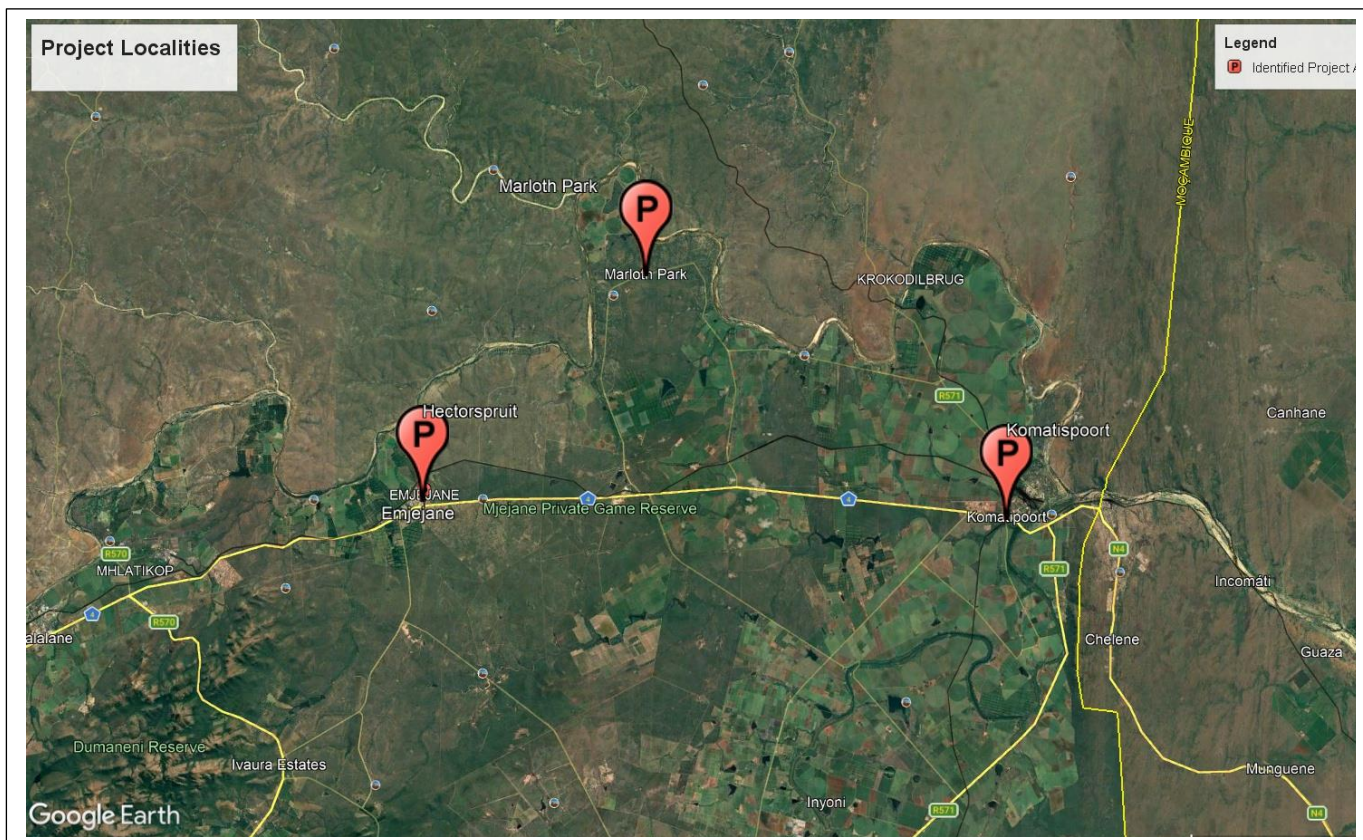 Project Localities
Legend
P Identified Project A
MOÇAMBIQUE
Marloth Park
P
Marloth Park
KROKODILBRUG
R571
Canhane
Hectorspruit
P
Komatispoort
P
EMJEJANE
Emjejane
4
Mjejane Private Game Reserve
4
Komatipoort
R570
MHLATIKOP
N4
R571
Incomáti
4
R570
alalane
Chelene
Guaza
Dumaneni Reserve
Ivaura Estates
Munguene
Inyoni
R571
N4
Google Earth